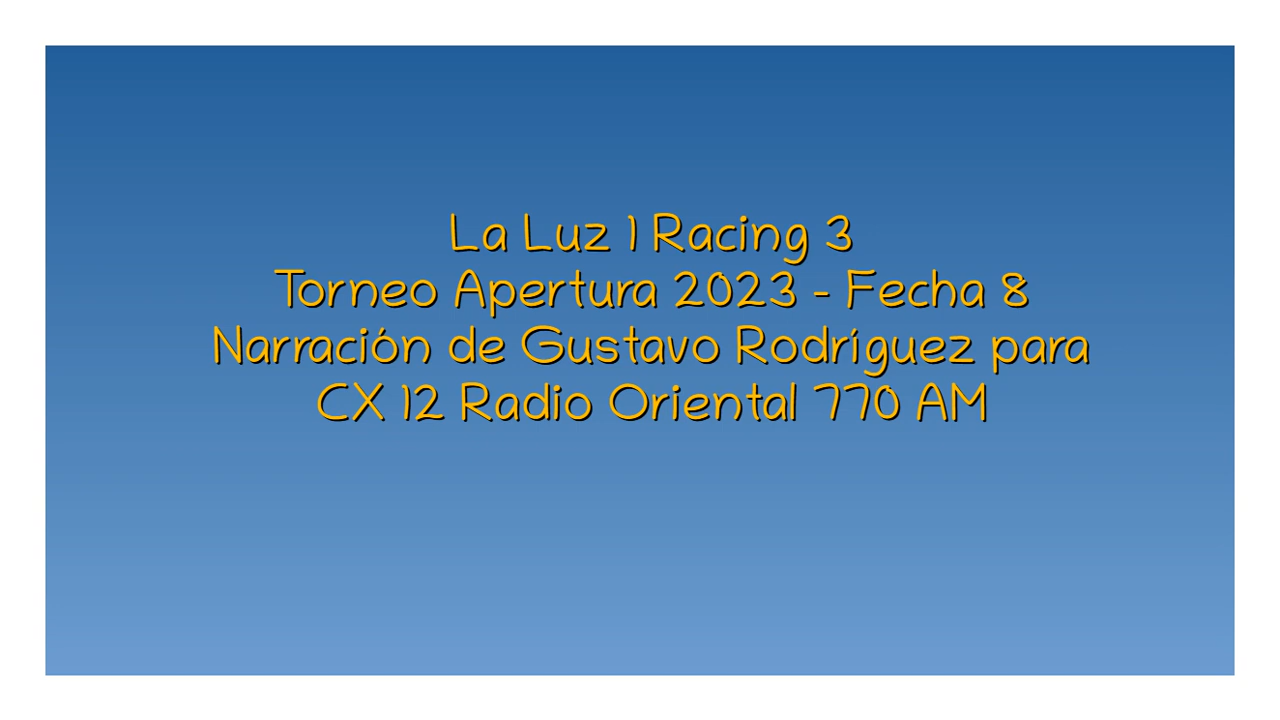 La Luz 1 Racing 3
Torneo Apertura 2023 - Fecha 8
Narración de Gustavo Rodríguez para
CX 12 Radio Oriental 770 AM